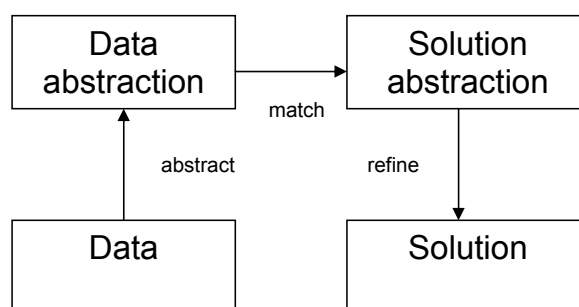 Data
abstraction
Solution
abstraction
match
abstract
refine
Data
Solution